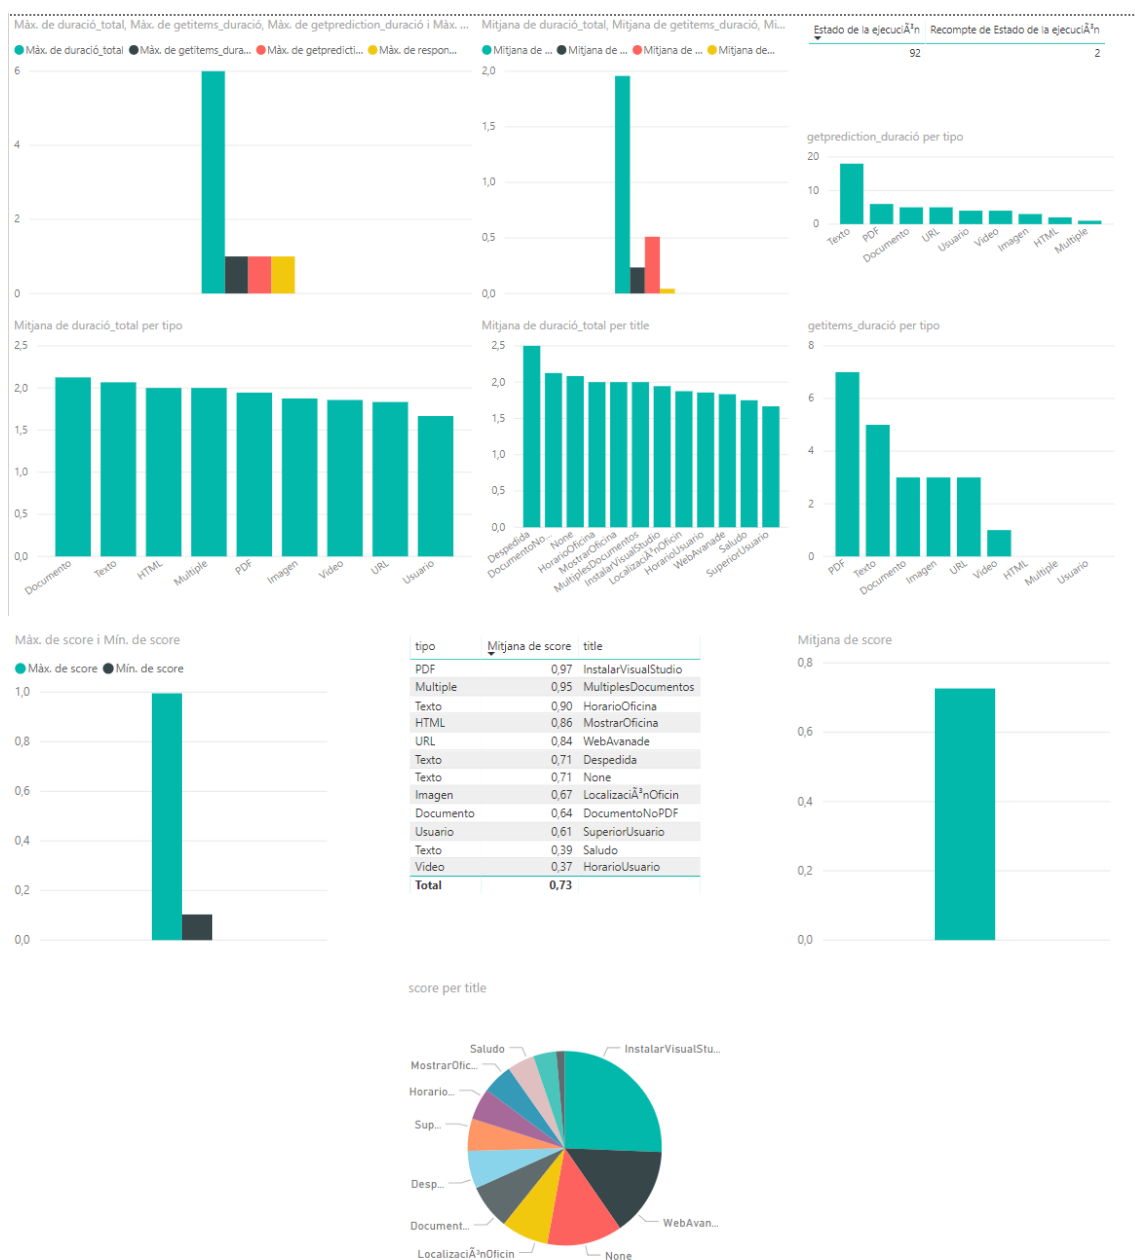 Màx. de duració_total, Màx. de getitems_duració, Màx. de getprediction_duració i Màx. ...
Màx. de duració_total Màx. de getitems_dura... Màx. de getpredicti... Màx. de respon...
6
4
2
0
Mitjana de duració_total, Mitjana de getitems_duració, Mi...
Mitjana de ... Mitjana de ... Mitjana de ... Mitjana de...
2,0
1,5
1,0
0,5
0,0
Estado de la ejecuciÃ³n Recompte de Estado de la ejecuciÃ³n
92 2
getprediction_duració per tipo
20
10
0
Texto PDF Documento URL Usuario Video Imagen HTML Multiple
Mitjana de duració_total per tipo
2,5
2,0
1,5
1,0
0,5
0,0
Documento Texto HTML Multiple PDF Imagen Video URL Usuario
Mitjana de duració_total per title
2,5
2,0
1,5
1,0
0,5
0,0
Despedida DocumentoNo... None HorarioOficina MostrarOficina MultiplesDocumentos InstalarVisualStudio LocalizaciÃ³nOficin HorarioUsuario WebAvanade Saludo SuperiorUsuario
getitems_duració per tipo
8
6
4
2
0
PDF Texto Documento Imagen URL Video HTML Multiple Usuario
Màx. de score i Mín. de score
Màx. de score Mín. de score
1,0
0,8
0,6
0,4
0,2
0,0
tipo Mitjana de score title
PDF 0,97 InstalarVisualStudio
Multiple 0,95 MultiplesDocumentos
Texto 0,90 HorarioOficina
HTML 0,86 MostrarOficina
URL 0,84 WebAvanade
Texto 0,71 Despedida
Texto 0,71 None
Imagen 0,67 LocalizaciÃ³nOficin
Documento 0,64 DocumentoNoPDF
Usuario 0,61 SuperiorUsuario
Texto 0,39 Saludo
Video 0,37 HorarioUsuario
Total 0,73
Mitjana de score
0,8
0,6
0,4
0,2
0,0
score per title
Saludo
InstalarVisualStu...
MostrarOfic...
Horario...
Sup...
Desp...
Document...
WebAvan...
LocalizaciÃ³nOficin
None